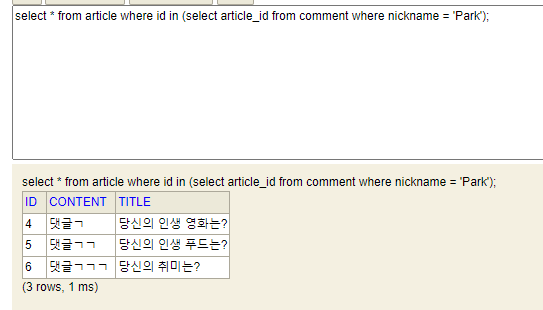 select * from article where id in (select article_id from comment where nickname = 'Park');
select * from article where id in (select article_id from comment where nickname = 'Park');
ID CONTENT TITLE
4 댓글ㄱ 당신의 인생 영화는?
5 댓글ㄱㄱ 당신의 인생 푸드는?
6 댓글ㄱㄱㄱ 당신의 취미는?
(3 rows, 1 ms)